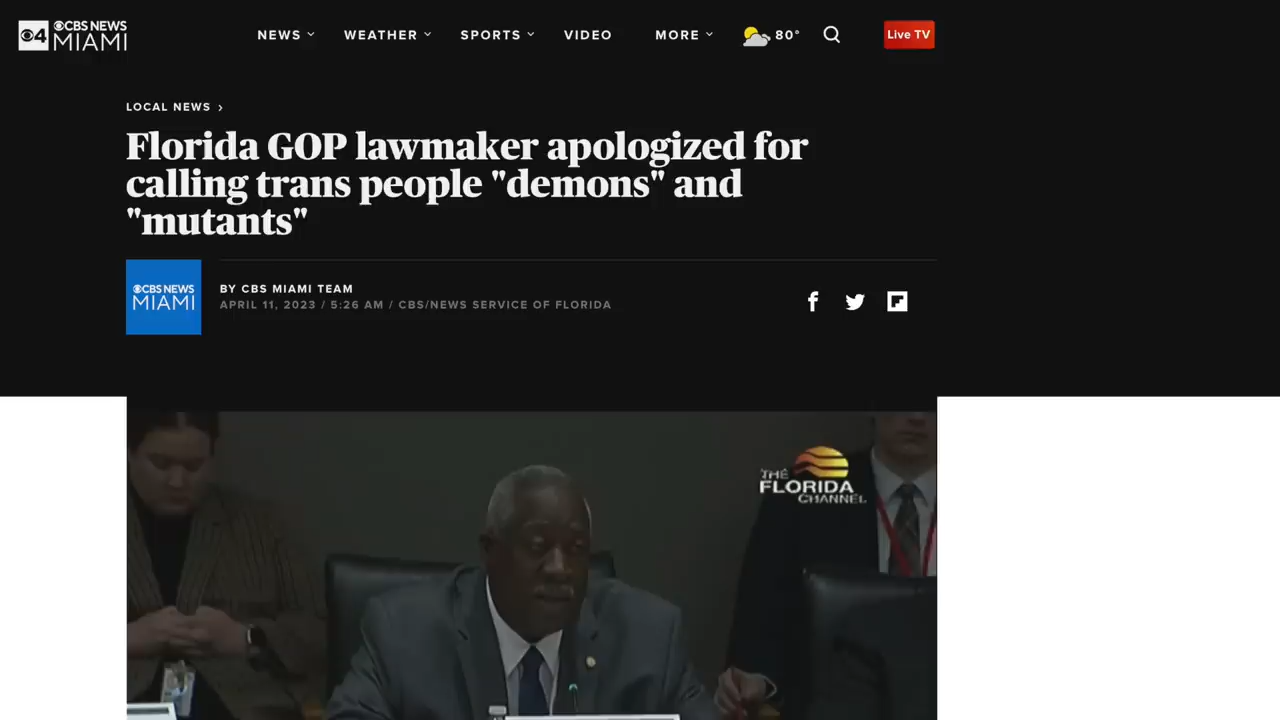 4 CBS NEWS
MIAMI
NEWS
WEATHER
SPORTS
VIDEO
MORE
80°
Live TV
LOCAL NEWS ›
Florida GOP lawmaker apologized for
calling trans people "demons" and
"mutants"
CBS NEWS
MIAMI
BY CBS MIAMI TEAM
APRIL 11, 2023 / 5:26 AM / CBS/NEWS SERVICE OF FLORIDA
THE
FLORIDA
CHANNEL